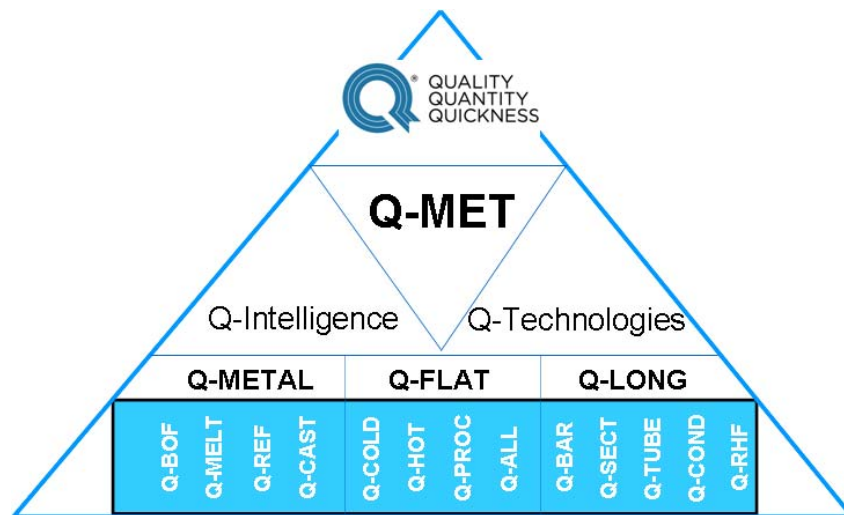 ®
QUALITY
QUANTITY
QUICKNESS
Q-MET
Q-Intelligence
Q-Technologies
Q-METAL
Q-FLAT
Q-LONG
Q-BOF
Q-MELT
Q-REF
Q-CAST
Q-COLD
Q-HOT
Q-PROC
Q-ALL
Q-BAR
Q-SECT
Q-TUBE
Q-COND
Q-RHF